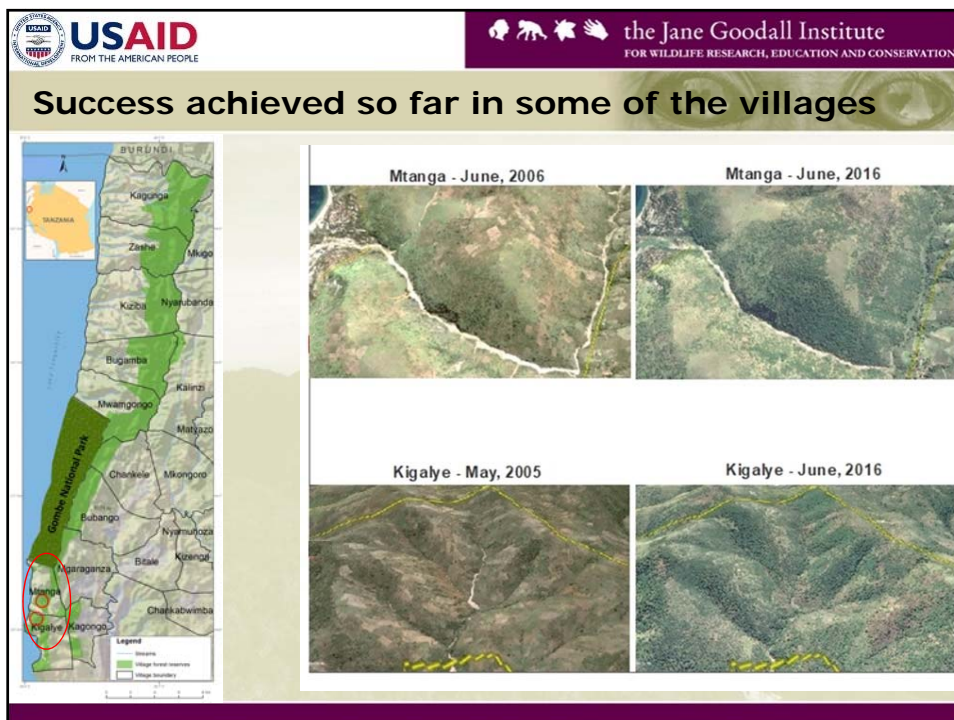 USAID
FROM THE AMERICAN PEOPLE
the Jane Goodall Institute
FOR WILDLIFE RESEARCH, EDUCATION AND CONSERVATION
Success achieved so far in some of the villages
BURUNDI
N
TANZANIA
Kagunga
Zashe
Mkigo
Kiziba
Nyarubanda
Bugamba
Kalinzi
Mwamgongo
Matyazo
Gombe National Park
Chankele
Mkongoro
Bubango
Nyamuhoza
Mgaraganza
Bitale
Kizenga
Mtanga
Chankabwimba
Kigalye
Kagongo
Legend
Streams
Village forest reserves
Village boundary
Mtanga - June, 2006
Mtanga - June, 2016
Kigalye - May, 2005
Kigalye - June, 2016